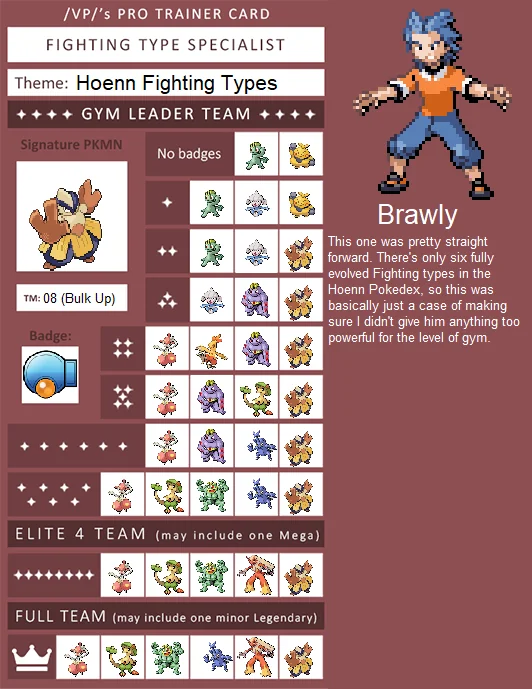 /VP/'s PRO TRAINER CARD
FIGHTING TYPE SPECIALIST
Theme: Hoenn Fighting Types
GYM LEADER TEAM
Signature PKMN
No badges
TM: 08 (Bulk Up)
Badge:
ELITE 4 TEAM (may include one Mega)
FULL TEAM (may include one minor Legendary)
Brawly
This one was pretty straight
forward. There's only six fully
evolved Fighting types in the
Hoenn Pokedex, so this was
basically just a case of making
sure I didn't give him anything too
powerful for the level of gym.